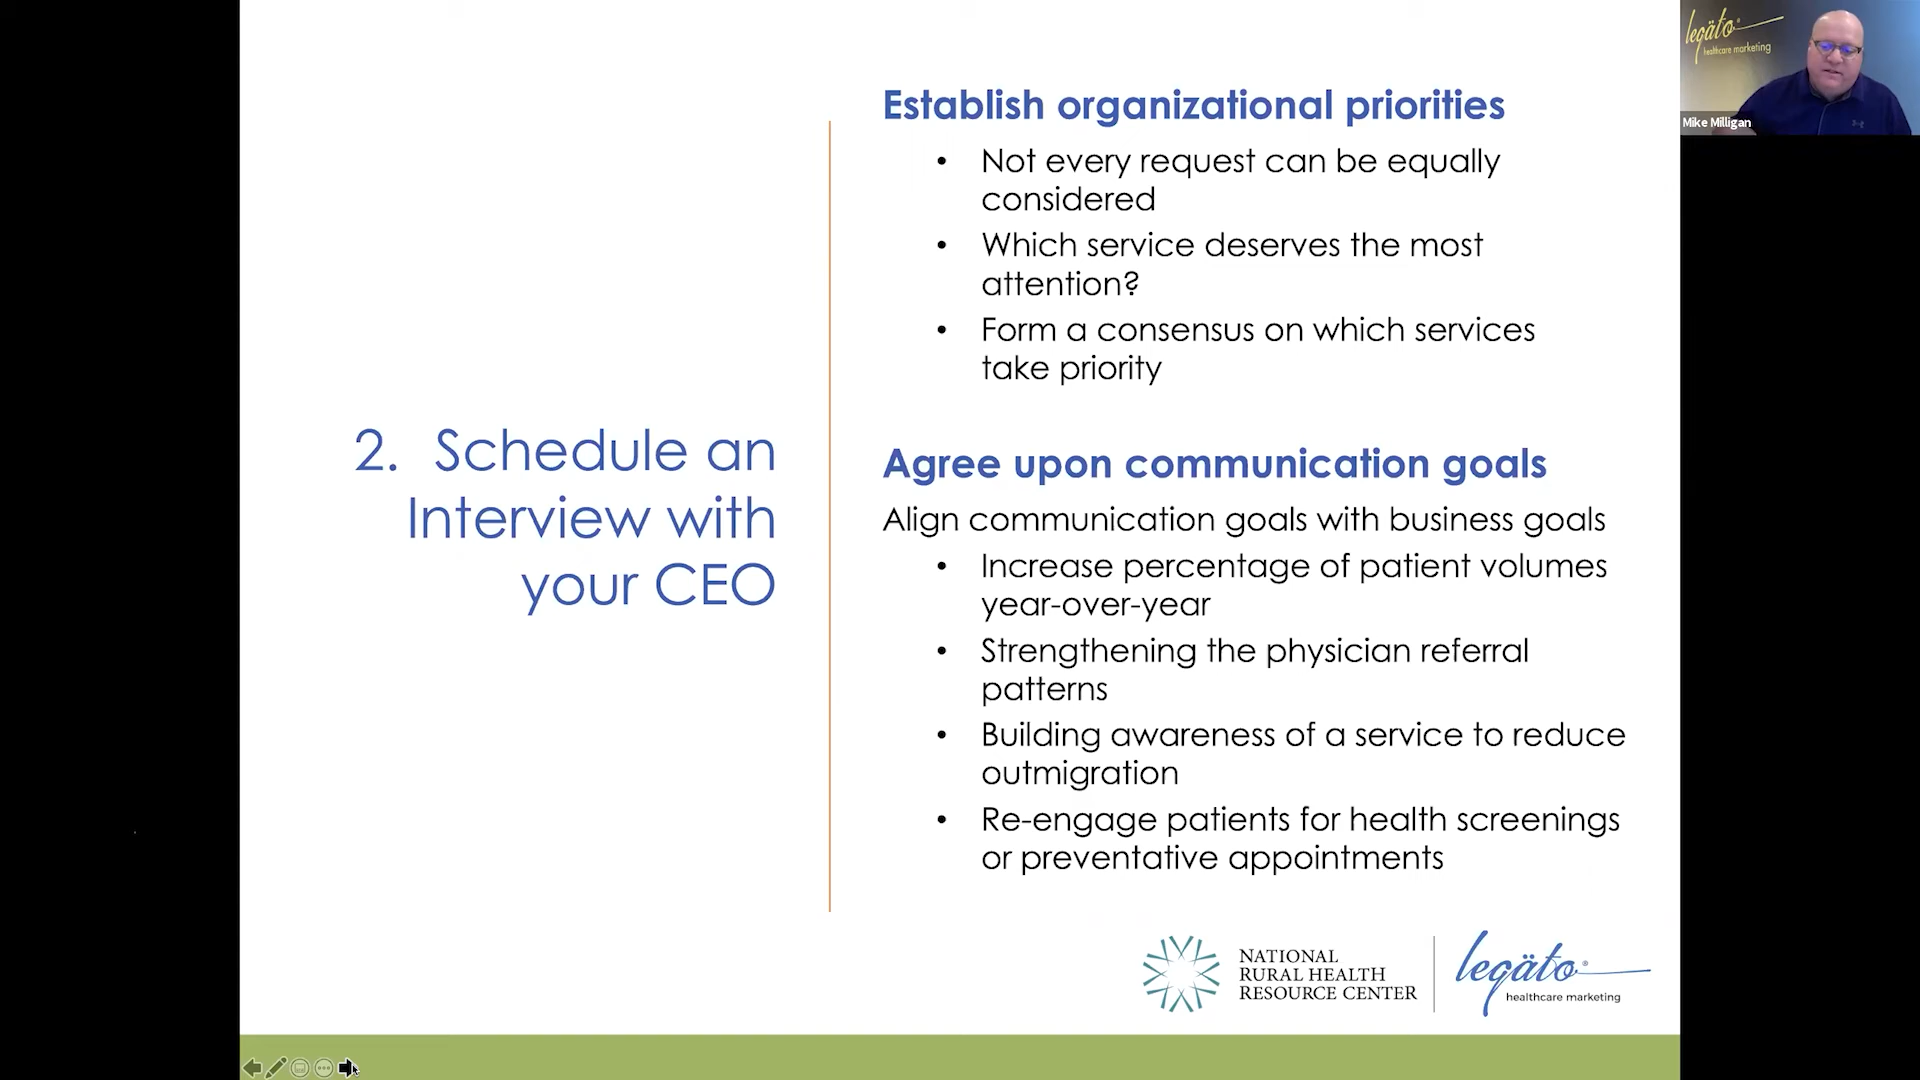 legäto®
healthcare marketing
Mike Milligan
2. Schedule an
Interview with
your CEO
Establish organizational priorities
• Not every request can be equally
considered
• Which service deserves the most
attention?
• Form a consensus on which services
take priority
Agree upon communication goals
Align communication goals with business goals
• Increase percentage of patient volumes
year-over-year
• Strengthening the physician referral
patterns
• Building awareness of a service to reduce
outmigration
• Re-engage patients for health screenings
or preventative appointments
NATIONAL
RURAL HEALTH
RESOURCE CENTER
legäto®
healthcare marketing